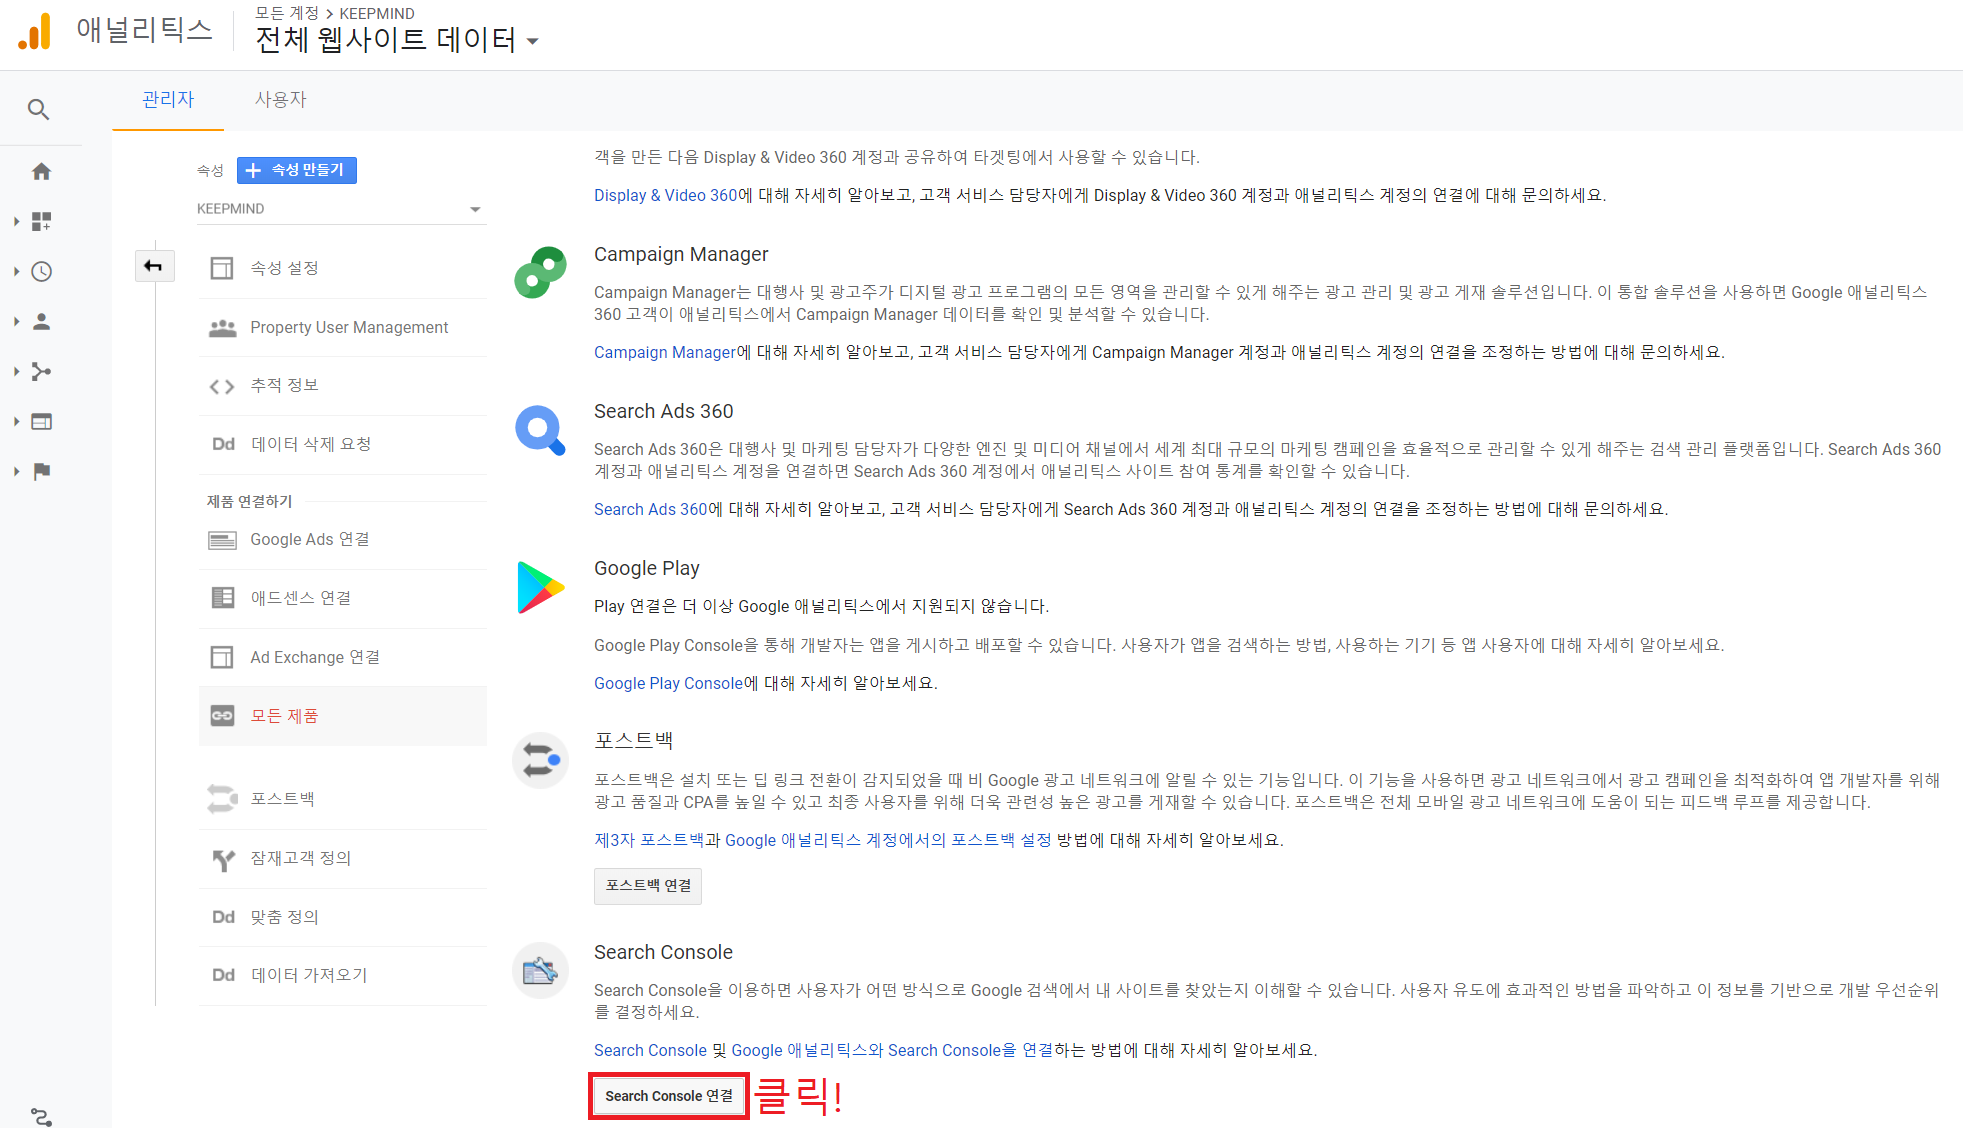 애널리틱스
모든 계정 > KEEPMIND
전체 웹사이트 데이터
관리자
사용자
속성
속성 만들기
KEEPMIND
속성 설정
Property User Management
추적 정보
Dd 데이터 삭제 요청
제품 연결하기
Google Ads 연결
애드센스 연결
Ad Exchange 연결
모든 제품
포스트백
잠재고객 정의
Dd 맞춤 정의
Dd 데이터 가져오기
객을 만든 다음 Display & Video 360 계정과 공유하여 타겟팅에서 사용할 수 있습니다.
Display & Video 360에 대해 자세히 알아보고, 고객 서비스 담당자에게 Display & Video 360 계정과 애널리틱스 계정의 연결에 대해 문의하세요.
Campaign Manager
Campaign Manager는 대행사 및 광고주가 디지털 광고 프로그램의 모든 영역을 관리할 수 있게 해주는 광고 관리 및 광고 게재 솔루션입니다. 이 통합 솔루션을 사용하면 Google 애널리틱스
360 고객이 애널리틱스에서 Campaign Manager 데이터를 확인 및 분석할 수 있습니다.
Campaign Manager에 대해 자세히 알아보고, 고객 서비스 담당자에게 Campaign Manager 계정과 애널리틱스 계정의 연결을 조정하는 방법에 대해 문의하세요.
Search Ads 360
Search Ads 360은 대행사 및 마케팅 담당자가 다양한 엔진 및 미디어 채널에서 세계 최대 규모의 마케팅 캠페인을 효율적으로 관리할 수 있게 해주는 검색 관리 플랫폼입니다. Search Ads 360
계정과 애널리틱스 계정을 연결하면 Search Ads 360 계정에서 애널리틱스 사이트 참여 통계를 확인할 수 있습니다.
Search Ads 360에 대해 자세히 알아보고, 고객 서비스 담당자에게 Search Ads 360 계정과 애널리틱스 계정의 연결을 조정하는 방법에 대해 문의하세요.
Google Play
Play 연결은 더 이상 Google 애널리틱스에서 지원되지 않습니다.
Google Play Console을 통해 개발자는 앱을 게시하고 배포할 수 있습니다. 사용자가 앱을 검색하는 방법, 사용하는 기기 등 앱 사용자에 대해 자세히 알아보세요.
Google Play Console에 대해 자세히 알아보세요.
포스트백
포스트백은 설치 또는 딥 링크 전환이 감지되었을 때 비 Google 광고 네트워크에 알릴 수 있는 기능입니다. 이 기능을 사용하면 광고 네트워크에서 광고 캠페인을 최적화하여 앱 개발자를 위해
광고 품질과 CPA를 높일 수 있고 최종 사용자를 위해 더욱 관련성 높은 광고를 게재할 수 있습니다. 포스트백은 전체 모바일 광고 네트워크에 도움이 되는 피드백 루프를 제공합니다.
제3자 포스트백과 Google 애널리틱스 계정에서의 포스트백 설정 방법에 대해 자세히 알아보세요.
포스트백 연결
Search Console
Search Console을 이용하면 사용자가 어떤 방식으로 Google 검색에서 내 사이트를 찾았는지 이해할 수 있습니다. 사용자 유도에 효과적인 방법을 파악하고 이 정보를 기반으로 개발 우선순위
를 결정하세요.
Search Console 및 Google 애널리틱스와 Search Console을 연결하는 방법에 대해 자세히 알아보세요.
Search Console 연결 클릭!